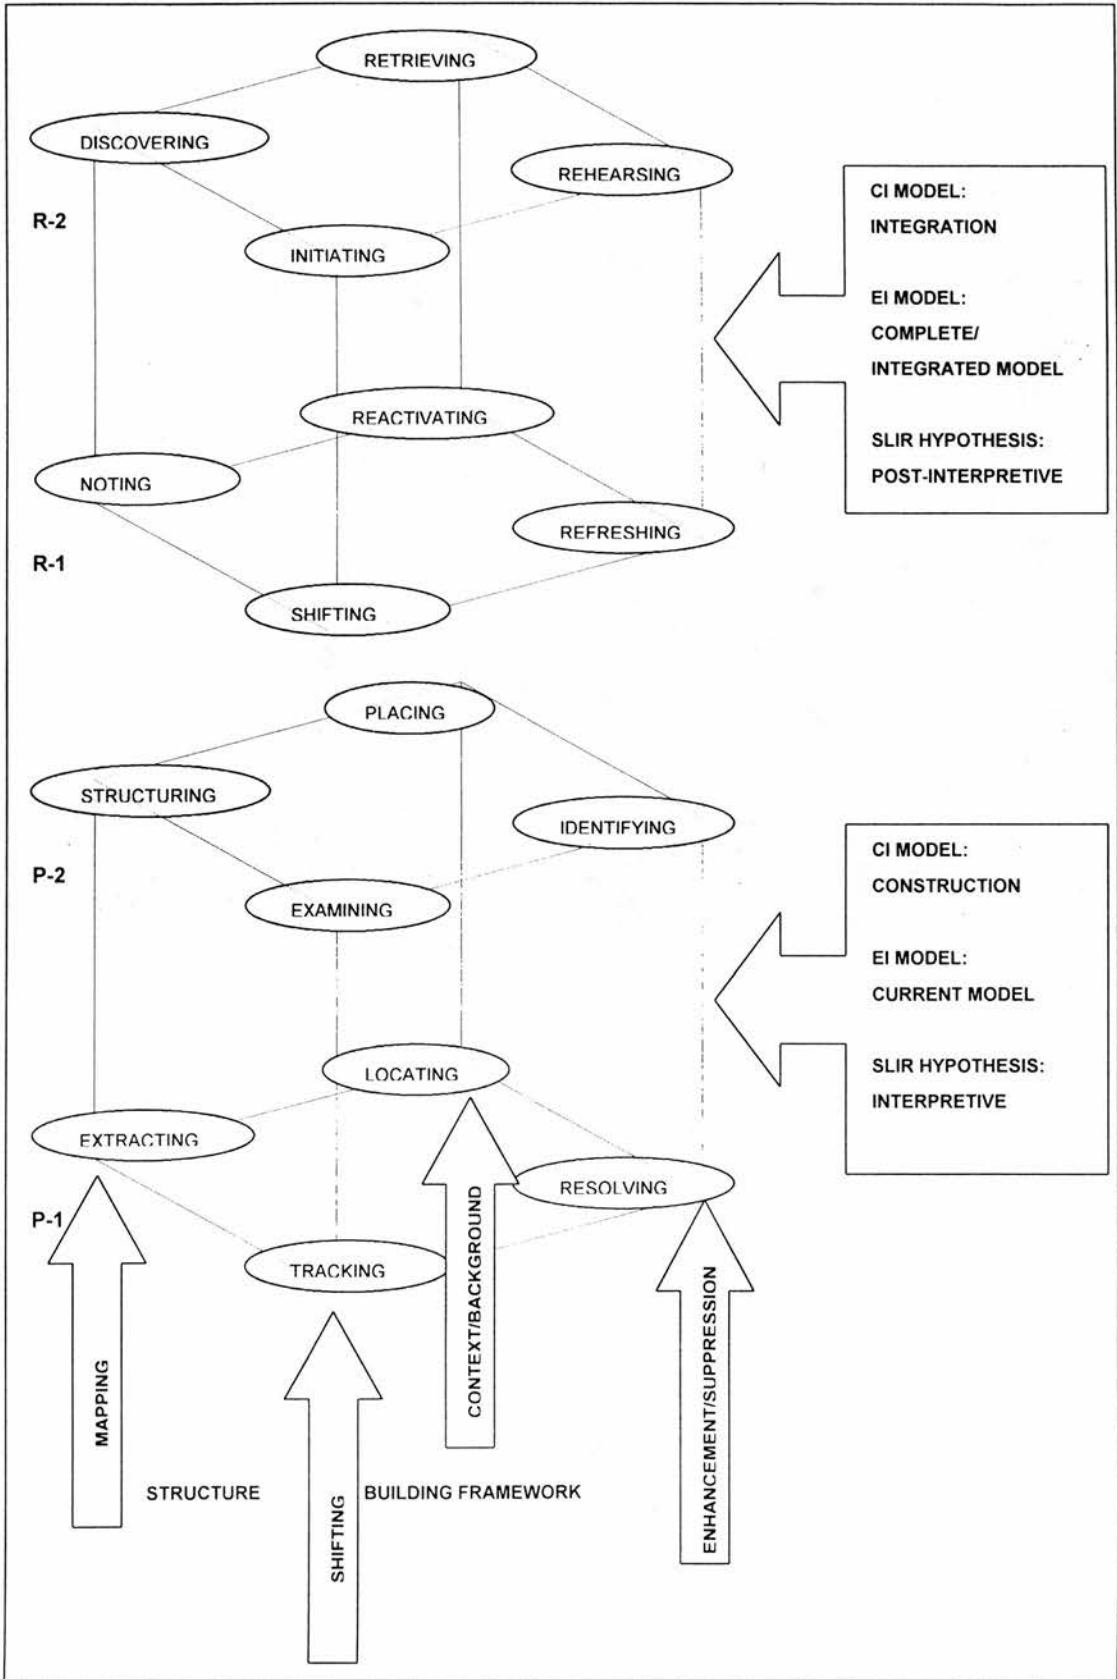 RETRIEVING
DISCOVERING
REHEARSING
R-2
INITIATING
CI MODEL:
INTEGRATION
EI MODEL:
COMPLETE/
INTEGRATED MODEL
SLIR HYPOTHESIS:
POST-INTERPRETIVE
REACTIVATING
NOTING
REFRESHING
R-1
SHIFTING
PLACING
STRUCTURING
IDENTIFYING
P-2
EXAMINING
CI MODEL:
CONSTRUCTION
EI MODEL:
CURRENT MODEL
SLIR HYPOTHESIS:
INTERPRETIVE
LOCATING
EXTRACTING
RESOLVING
P-1
TRACKING
MAPPING
SHIFTING
CONTEXT/BACKGROUND
ENHANCEMENT/SUPPRESSION
STRUCTURE BUILDING FRAMEWORK